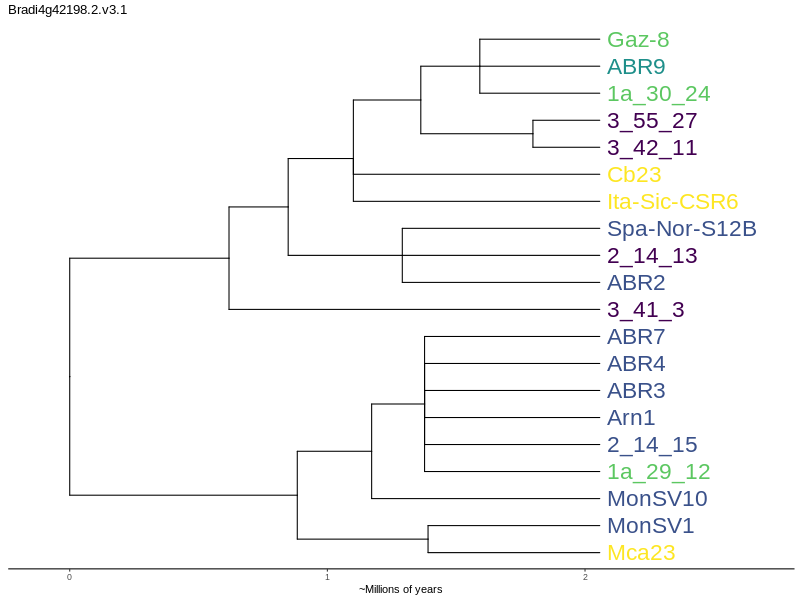 Bradi4g42198.2.v3.1
Gaz-8
ABR9
1a_30_24
3_55_27
3_42_11
Cb23
Ita-Sic-CSR6
Spa-Nor-S12B
2_14_13
ABR2
3_41_3
ABR7
ABR4
ABR3
Arn1
2_14_15
1a_29_12
MonSV10
MonSV1
Mca23
0 1 2
~Millions of years